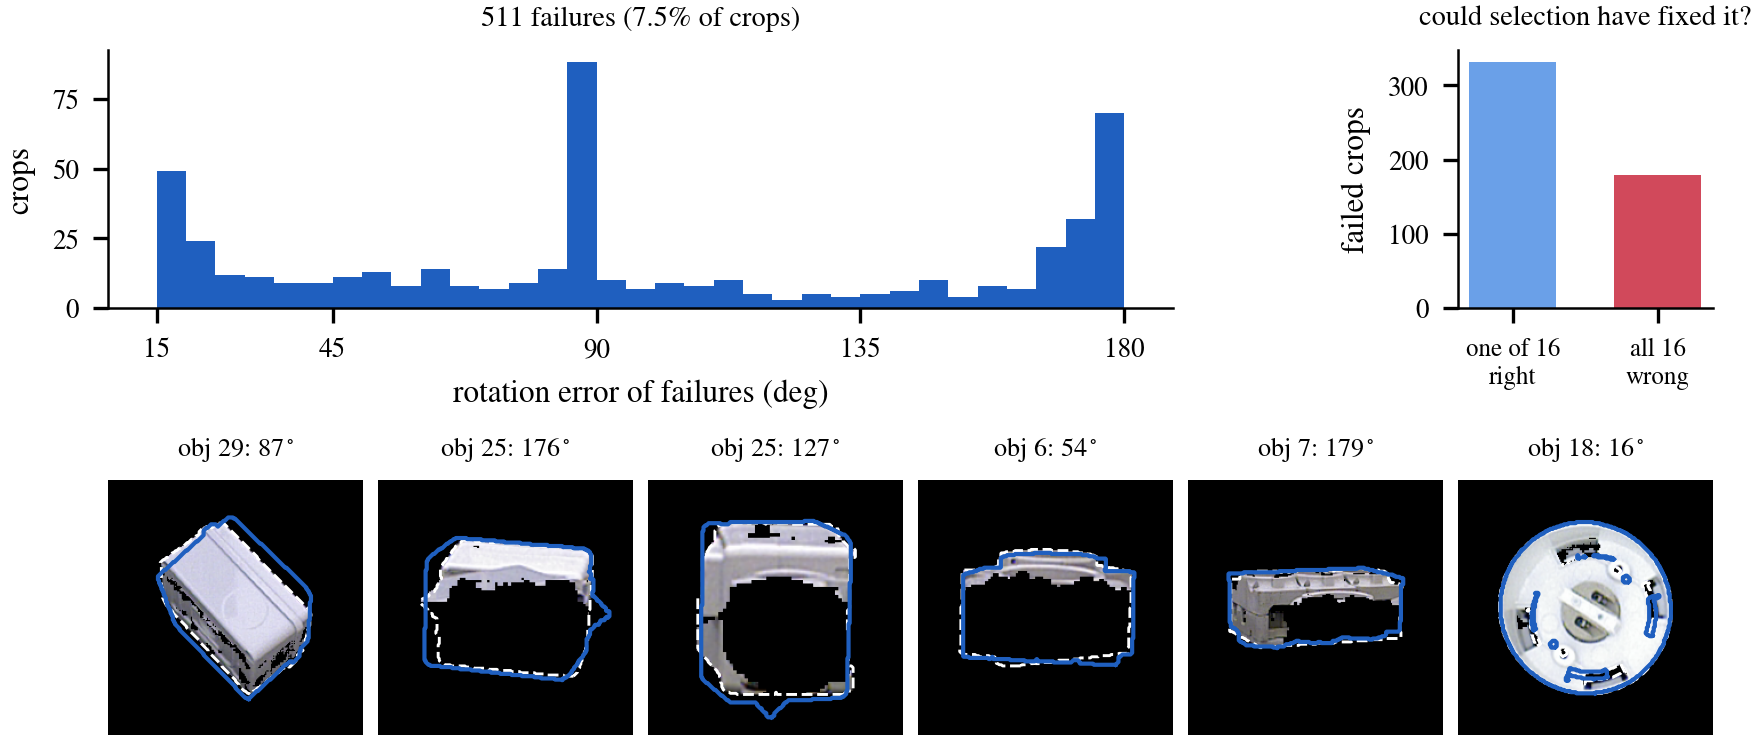 511 failures (7.5% of crops)
could selection have fixed it?
crops
75
50
25
0
15
45
90
135
180
rotation error of failures (deg)
failed crops
300
200
100
0
one of 16
right
all 16
wrong
obj 29: 87°
obj 25: 176°
obj 25: 127°
obj 6: 54°
obj 7: 179°
obj 18: 16°